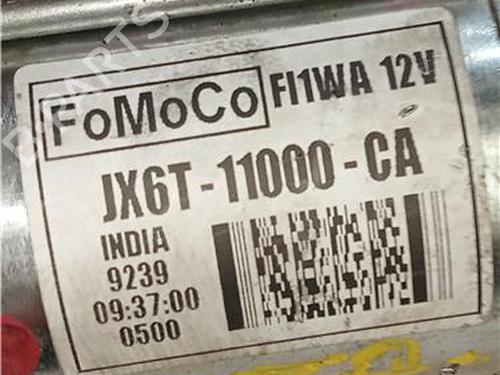 FoMoCo FI1WA 12V
JX6T-11000-CA
INDIA
9239
09:37:00
0500